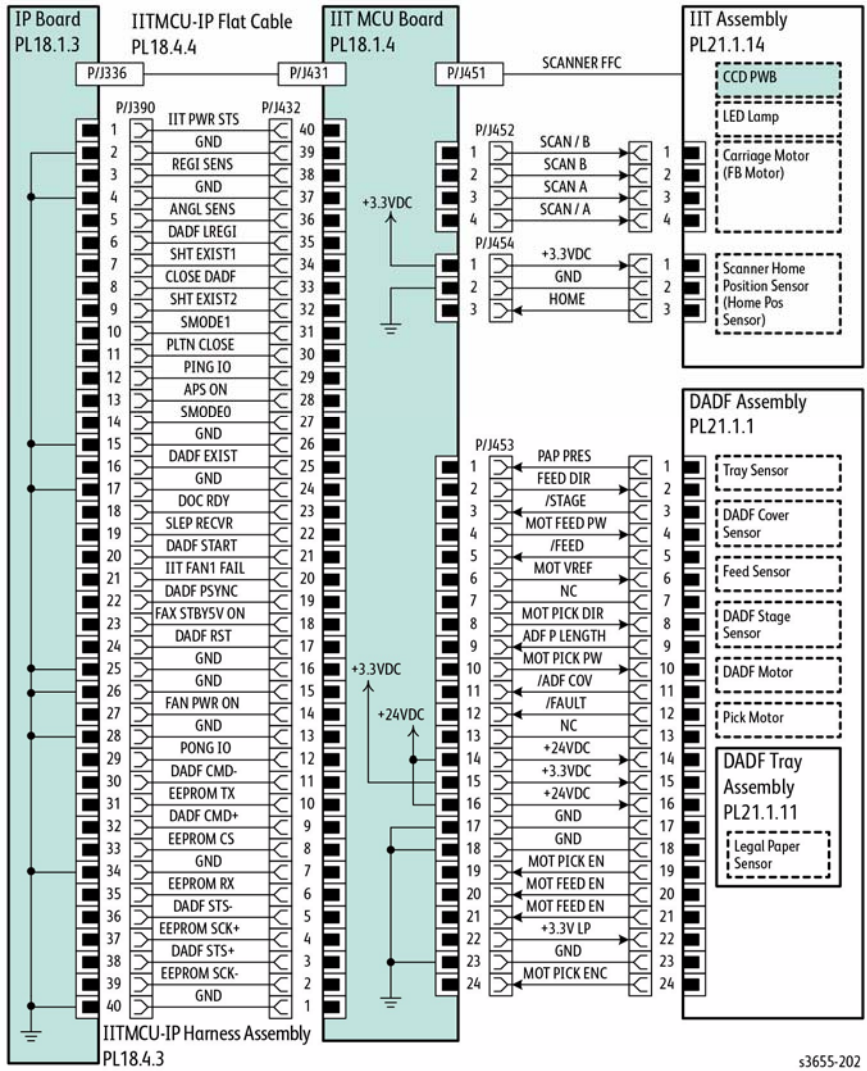 IP Board
PL18.1.3
IITMCU-IP Flat Cable
PL18.4.4
IIT MCU Board
PL18.1.4
IIT Assembly
PL21.1.14
P/J336
P/J431
P/J451
SCANNER FFC
CCD PWB
LED Lamp
Carriage Motor
(FB Motor)
Scanner Home
Position Sensor
(Home Pos
Sensor)
P/J390
P/J432
1 IIT PWR STS 40
2 GND 39
3 REGI SENS 38
4 GND 37
5 ANGL SENS 36
6 DADF LREGI 35
7 SHT EXIST1 34
8 CLOSE DADF 33
9 SHT EXIST2 32
10 SMODE1 31
11 PLTN CLOSE 30
12 PING IO 29
13 APS ON 28
14 SMODE0 27
15 GND 26
16 DADF EXIST 25
17 GND 24
18 DOC RDY 23
19 SLEP RECVR 22
20 DADF START 21
21 IIT FAN1 FAIL 20
22 DADF PSYNC 19
23 FAX STBY5V ON 18
24 DADF RST 17
25 GND 16
26 GND 15
27 FAN PWR ON 14
28 GND 13
29 PONG IO 12
30 DADF CMD- 11
31 EEPROM TX 10
32 DADF CMD+ 9
33 EEPROM CS 8
34 GND 7
35 EEPROM RX 6
36 DADF STS- 5
37 EEPROM SCK+ 4
38 DADF STS+ 3
39 EEPROM SCK- 2
40 GND 1
IITMCU-IP Harness Assembly
PL18.4.3
P/J452
1 SCAN / B 1
2 SCAN B 2
3 SCAN A 3
4 SCAN / A 4
+3.3VDC
P/J454
1 +3.3VDC 1
2 GND 2
3 HOME 3
DADF Assembly
PL21.1.1
P/J453
1 PAP PRES 1
2 FEED DIR 2
3 /STAGE 3
4 MOT FEED PW 4
5 /FEED 5
6 MOT VREF 6
7 NC 7
8 MOT PICK DIR 8
9 ADF P LENGTH 9
10 MOT PICK PW 10
11 /ADF COV 11
12 /FAULT 12
13 NC 13
14 +24VDC 14
15 +3.3VDC 15
16 +24VDC 16
17 GND 17
18 GND 18
19 MOT PICK EN 19
20 MOT FEED EN 20
21 MOT FEED EN 21
22 +3.3V LP 22
23 GND 23
24 MOT PICK ENC 24
+3.3VDC
+24VDC
Tray Sensor
DADF Cover
Sensor
Feed Sensor
DADF Stage
Sensor
DADF Motor
Pick Motor
DADF Tray
Assembly
PL21.1.11
Legal Paper
Sensor
s3655-202